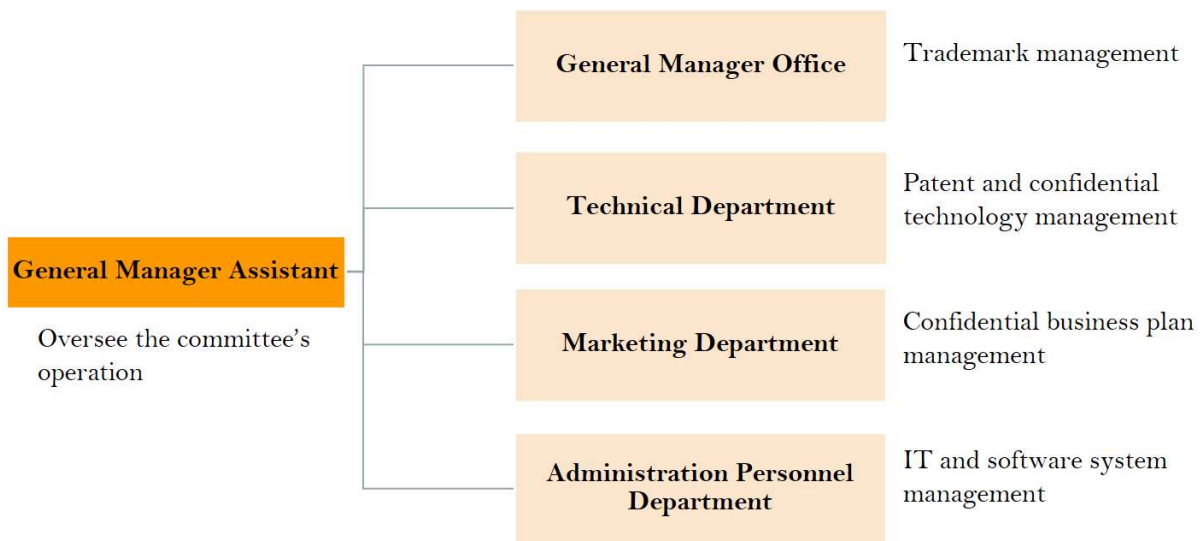 General Manager Office
Trademark management
Technical Department
Patent and confidential
technology management
General Manager Assistant
Oversee the committee’s
operation
Marketing Department
Confidential business plan
management
Administration Personnel
Department
IT and software system
management